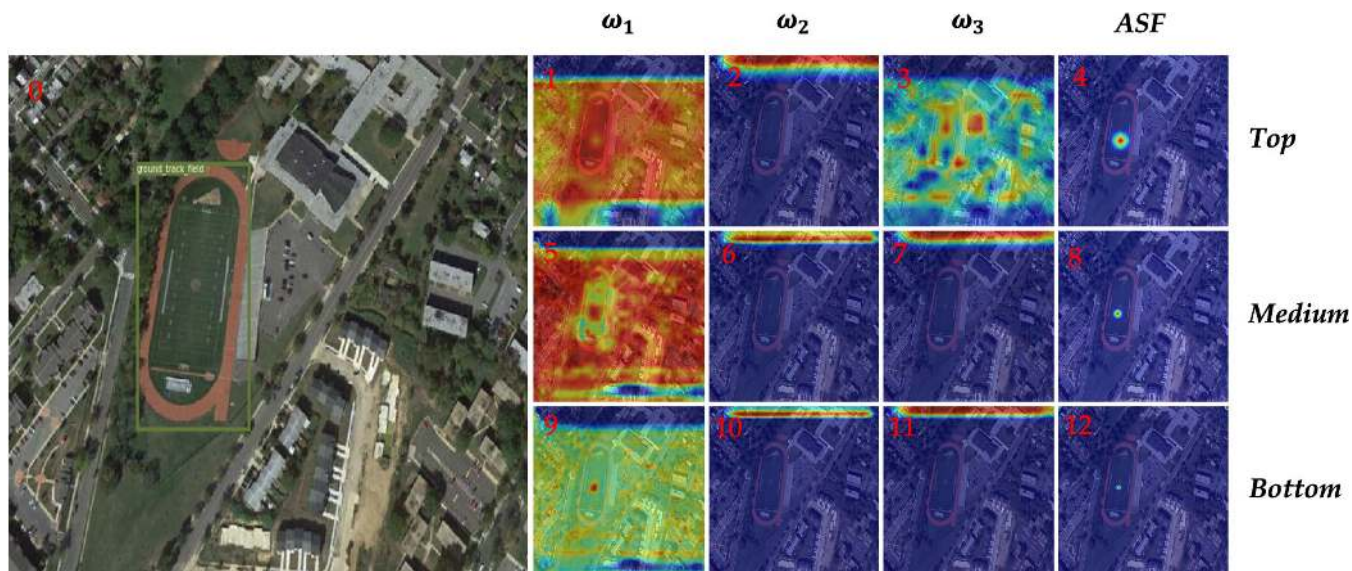 ω₁ ω₂ ω₃ ASF
0 1 2 3 4 Top
ground_track_field
5 6 7 8 Medium
9 10 11 12 Bottom